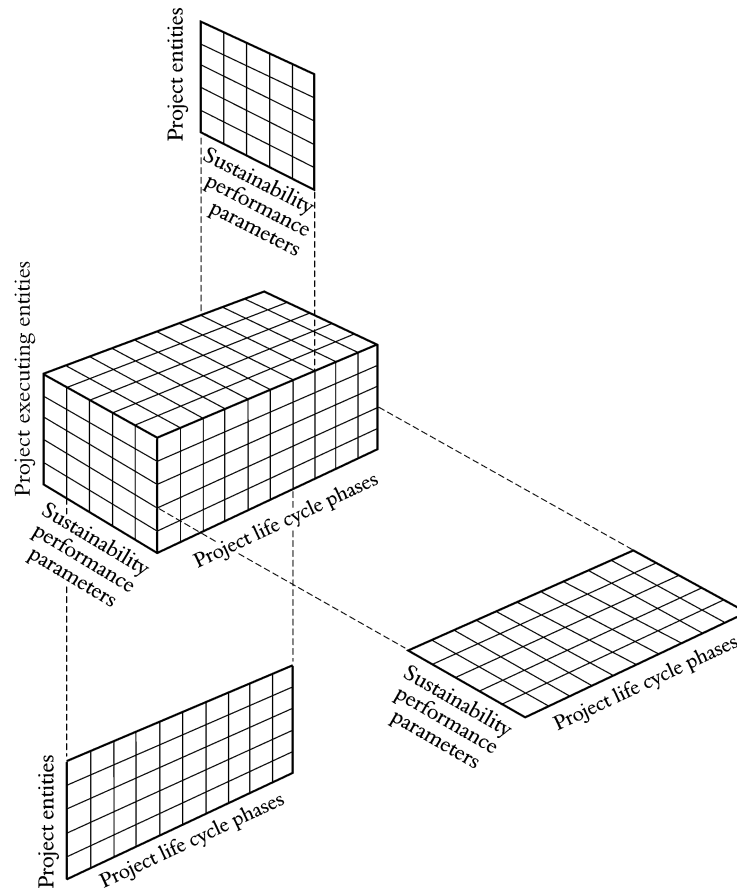 Project entities
Sustainability
performance
parameters
Project executing entities
Sustainability
performance
parameters
Project life cycle phases
Sustainability
performance
parameters
Project life cycle phases
Project entities
Project life cycle phases